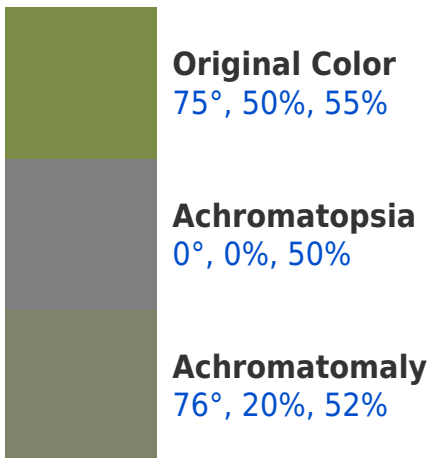 Original Color
75°, 50%, 55%
Achromatopsia
0°, 0%, 50%
Achromatomaly
76°, 20%, 52%